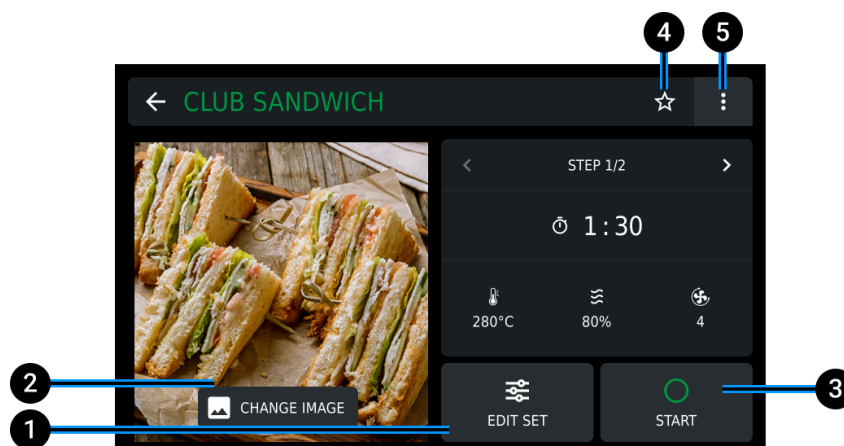 4 5
CLUB SANDWICH
STEP 1/2
1:30
280°C 80% 4
2
CHANGE IMAGE
3
1
EDIT SET START